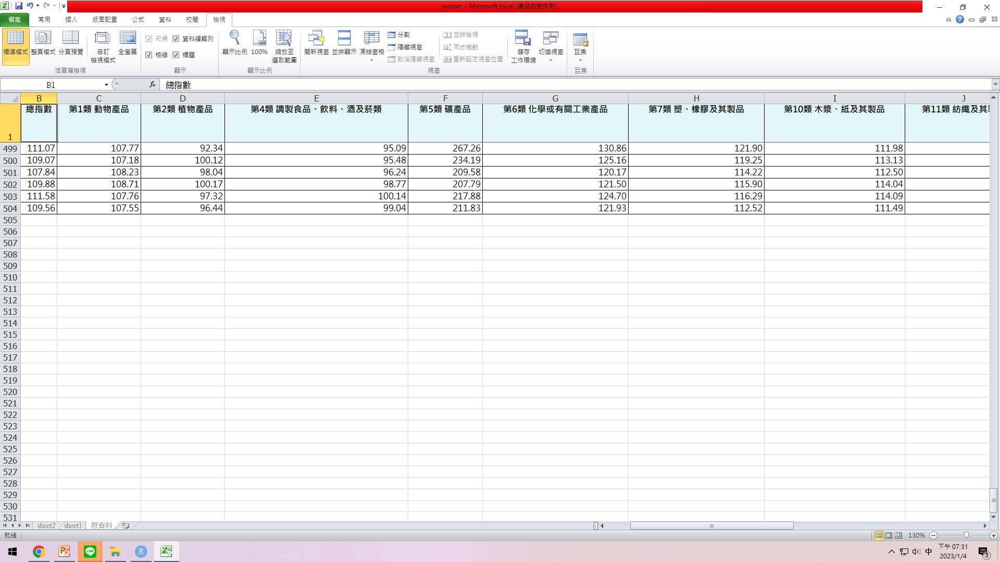 export - Microsoft Excel (產品啟動失敗)
檔案 常用 插入 版面配置 公式 資料 校閱 檢視
標準模式 整頁模式 分頁預覽 自訂檢視模式 全螢幕
尺規 資料編輯列
格線 標題
顯示比例 100% 縮放至選取範圍
開新視窗 並排顯示 凍結窗格
分割
隱藏視窗
取消隱藏視窗
並排檢視
同步捲動
重新設定視窗位置
儲存工作環境 切換視窗 巨集
活頁簿檢視 顯示 顯示比例 視窗 巨集
B1 fx 總指數
B C D E F G H I J
1 總指數 第1類 動物產品 第2類 植物產品 第4類 調製食品、飲料、酒及菸類 第5類 礦產品 第6類 化學或有關工業產品 第7類 塑、橡膠及其製品 第10類 木漿、紙及其製品 第11類 紡織及其
499 111.07 107.77 92.34 95.09 267.26 130.86 121.90 111.98
500 109.07 107.18 100.12 95.48 234.19 125.16 119.25 113.13
501 107.84 108.23 98.04 96.24 209.58 120.17 114.22 112.50
502 109.88 108.71 100.17 98.77 207.79 121.50 115.90 114.04
503 111.58 107.76 97.32 100.14 217.88 124.70 116.29 114.09
504 109.56 107.55 96.44 99.04 211.83 121.93 112.52 111.49
505
506
507
508
509
510
511
512
513
514
515
516
517
518
519
520
521
522
523
524
525
526
527
528
529
530
531
sheet2 sheet1 原資料
就緒 130%
中 下午 07:31
2023/1/4
3